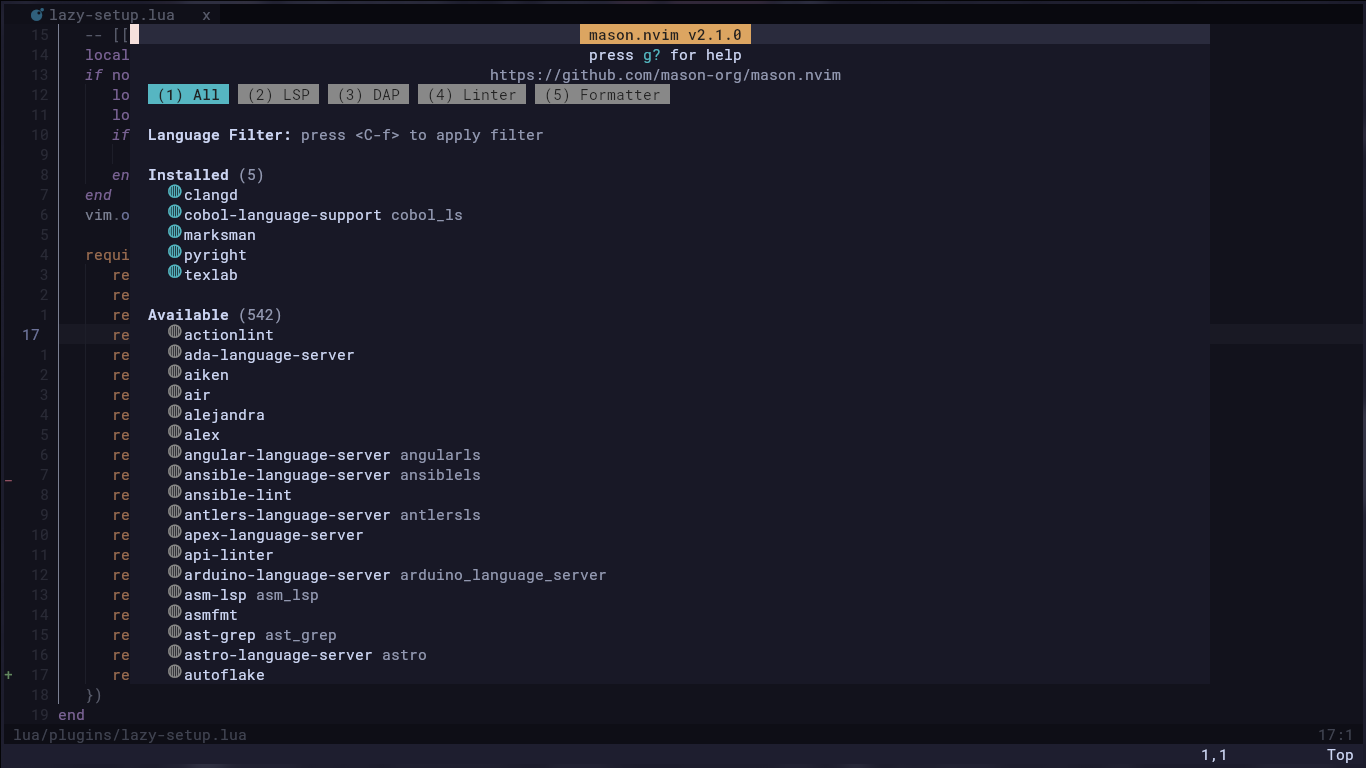 lazy-setup.lua x
15 -- [[ mason.nvim v2.1.0
14 local press g? for help
13 if no https://github.com/mason-org/mason.nvim
12 lo (1) All (2) LSP (3) DAP (4) Linter (5) Formatter
11 lo
10 if Language Filter: press <C-f> to apply filter
9
8 en Installed (5)
7 end clangd
6 vim.o cobol-language-support cobol_ls
5 marksman
4 requi pyright
3 re texlab
2 re
1 re Available (542)
17 re actionlint
1 re ada-language-server
2 re aiken
3 re air
4 re alejandra
5 re alex
6 re angular-language-server angularls
_ 7 re ansible-language-server ansiblels
8 re ansible-lint
9 re antlers-language-server antlersls
10 re apex-language-server
11 re api-linter
12 re arduino-language-server arduino_language_server
13 re asm-lsp asm_lsp
14 re asmfmt
15 re ast-grep ast_grep
16 re astro-language-server astro
+ 17 re autoflake
18 })
19 end
lua/plugins/lazy-setup.lua 17:1
1,1 Top